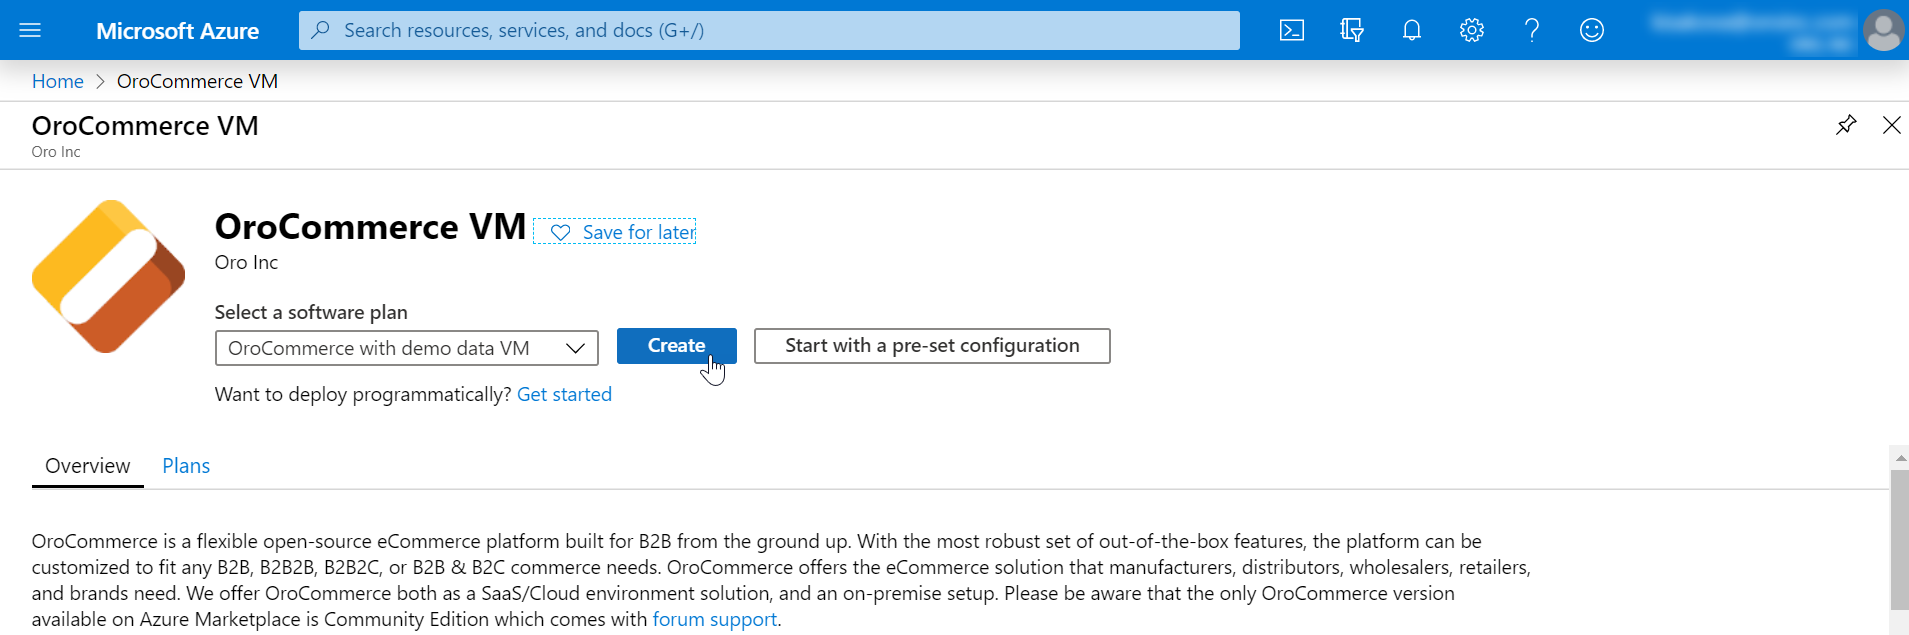 Microsoft Azure
Search resources, services, and docs (G+/)
Home > OroCommerce VM
OroCommerce VM
Oro Inc
OroCommerce VM
Save for later
Oro Inc
Select a software plan
OroCommerce with demo data VM
Create
Start with a pre-set configuration
Want to deploy programmatically? Get started
Overview Plans
OroCommerce is a flexible open-source eCommerce platform built for B2B from the ground up. With the most robust set of out-of-the-box features, the platform can be
customized to fit any B2B, B2B2B, B2B2C, or B2B & B2C commerce needs. OroCommerce offers the eCommerce solution that manufacturers, distributors, wholesalers, retailers,
and brands need. We offer OroCommerce both as a SaaS/Cloud environment solution, and an on-premise setup. Please be aware that the only OroCommerce version
available on Azure Marketplace is Community Edition which comes with forum support.